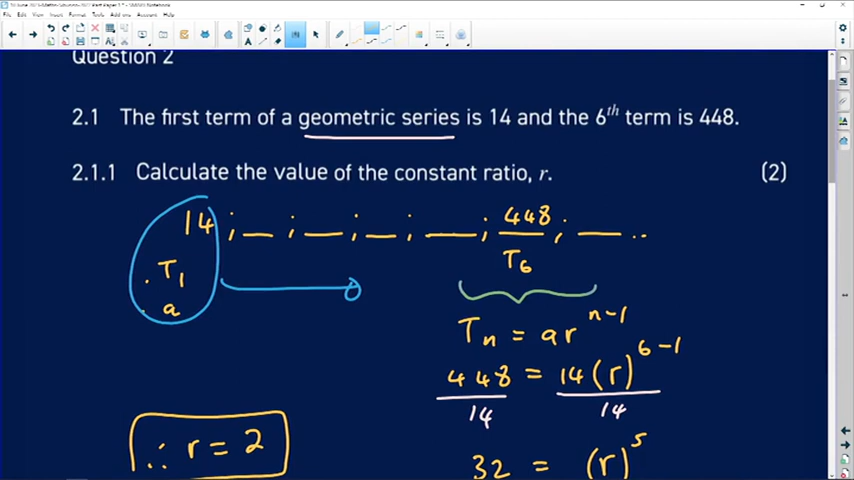 Question 2
2.1 The first term of a geometric series is 14 and the 6th term is 448.
2.1.1 Calculate the value of the constant ratio, r. (2)
14 ; __ ; __ ; __ ; __ ; 448 ; __ ..
T1
T6
a
Tn = ar^n-1
448 = 14(r)^6-1
14 14
∴ r = 2
32 = (r)^5